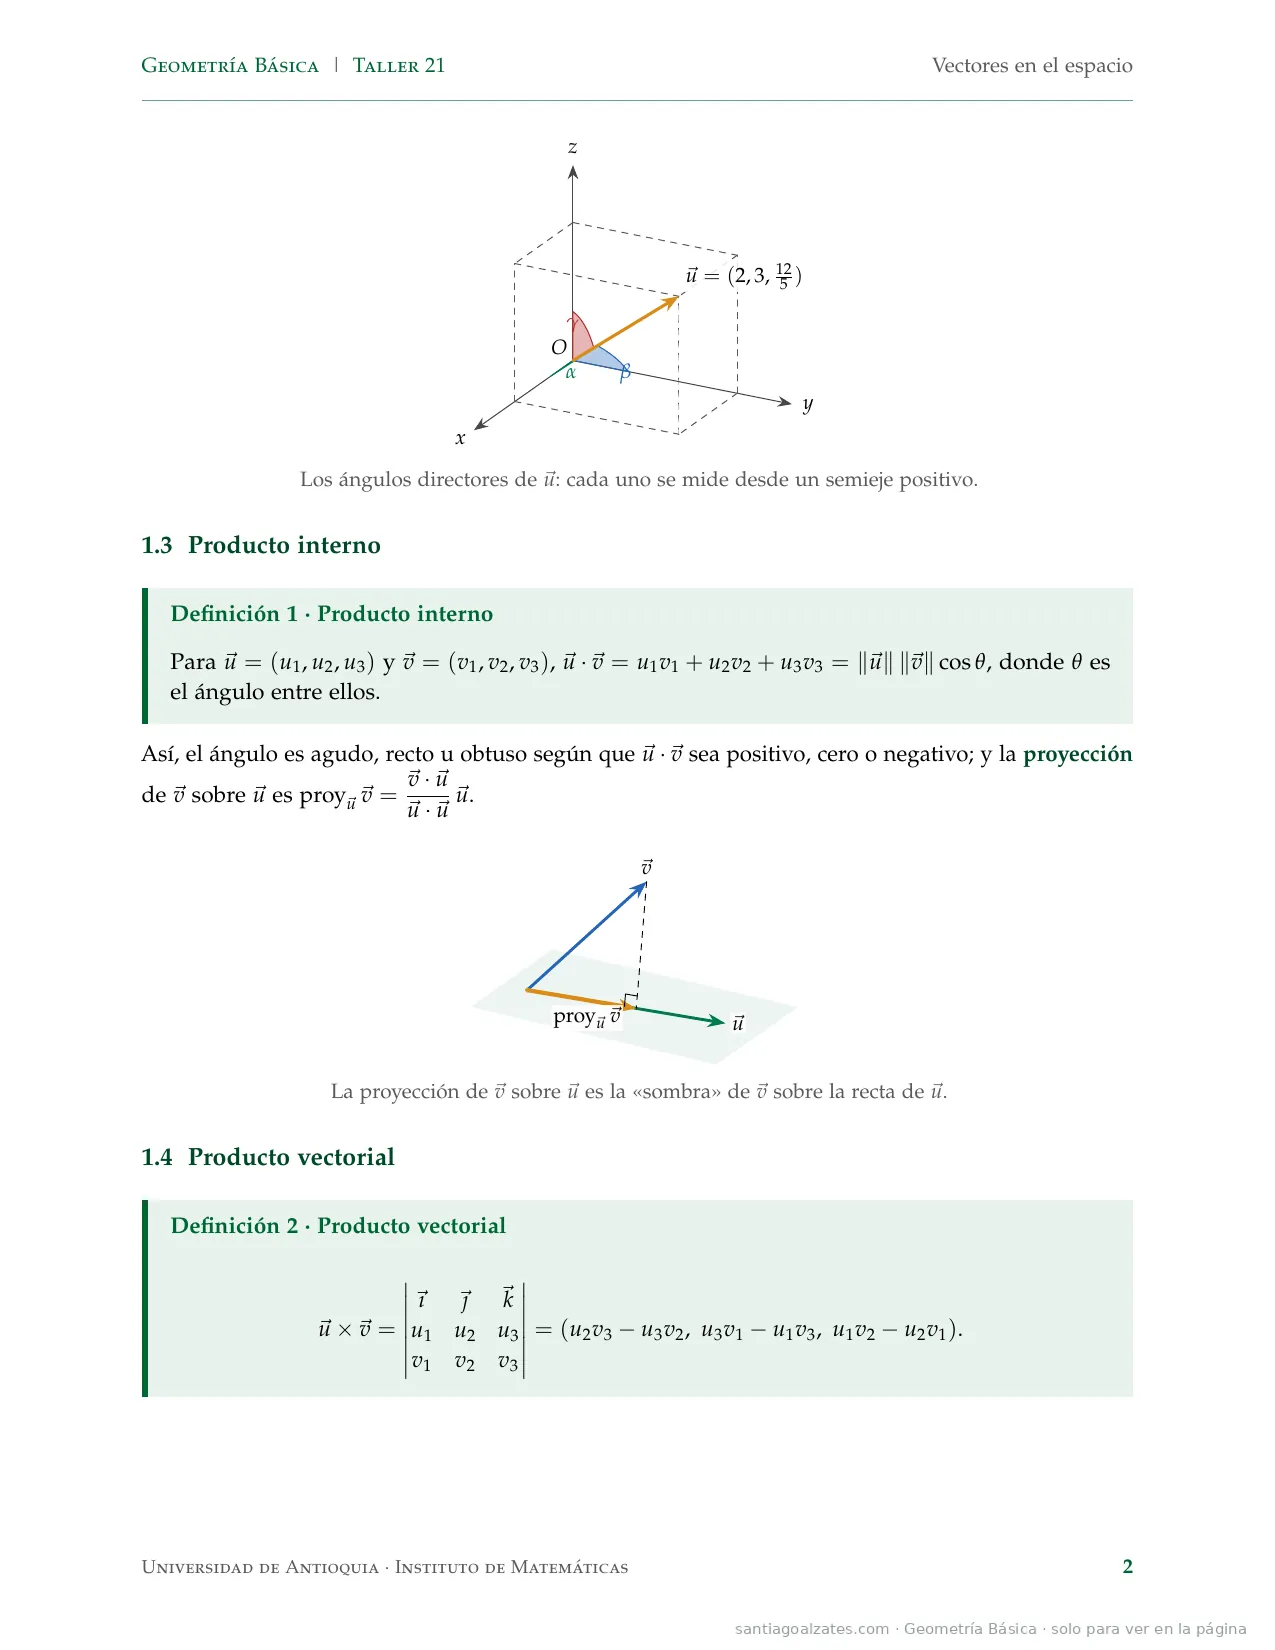 Geometría Básica | Taller 21 Vectores en el espacio
z
u⃗ = (2, 3, 12/5)
γ
O
α
β
y
x
Los ángulos directores de u⃗: cada uno se mide desde un semieje positivo.
1.3 Producto interno
Definición 1 · Producto interno
Para u⃗ = (u₁, u₂, u₃) y v⃗ = (v₁, v₂, v₃), u⃗ · v⃗ = u₁v₁ + u₂v₂ + u₃v₃ = ‖u⃗‖ ‖v⃗‖ cos θ, donde θ es
el ángulo entre ellos.
Así, el ángulo es agudo, recto u obtuso según que u⃗ · v⃗ sea positivo, cero o negativo; y la proyección
de v⃗ sobre u⃗ es proy_u⃗ v⃗ = (v⃗ · u⃗)/(u⃗ · u⃗) u⃗.
v⃗
proy_u⃗ v⃗
u⃗
La proyección de v⃗ sobre u⃗ es la «sombra» de v⃗ sobre la recta de u⃗.
1.4 Producto vectorial
Definición 2 · Producto vectorial
ı⃗ ȷ⃗ k⃗
u⃗ × v⃗ = | u₁ u₂ u₃ | = (u₂v₃ − u₃v₂, u₃v₁ − u₁v₃, u₁v₂ − u₂v₁).
v₁ v₂ v₃
Universidad de Antioquia · Instituto de Matemáticas 2
santiagoalzates.com · Geometría Básica · solo para ver en la página